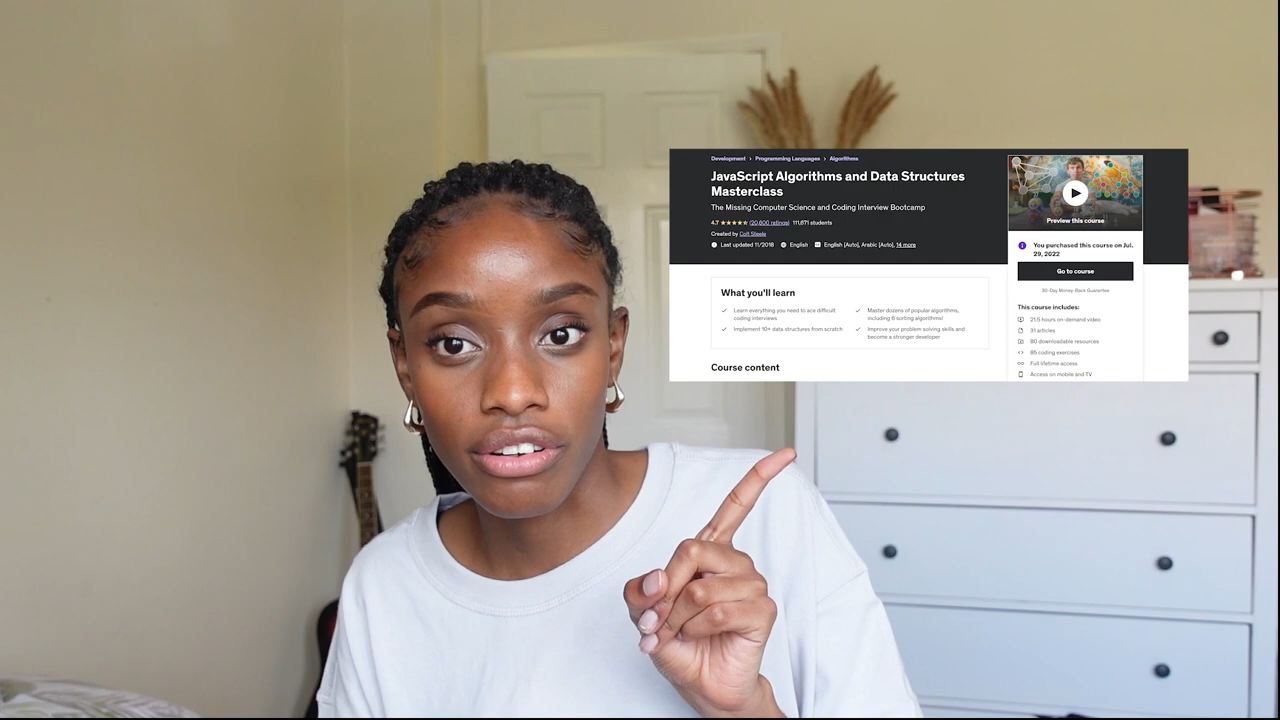 Development > Programming Languages > Algorithms
JavaScript Algorithms and Data Structures
Masterclass
The Missing Computer Science and Coding Interview Bootcamp
4.7 (20,800 ratings) 111,671 students
Created by Colt Steele
Last updated 11/2018 English English [Auto], Arabic [Auto], 14 more
Preview this course
You purchased this course on Jul.
29, 2022
Go to course
30-Day Money-Back Guarantee
This course includes:
21.5 hours on-demand video
31 articles
80 downloadable resources
85 coding exercises
Full lifetime access
Access on mobile and TV
What you'll learn
Learn everything you need to ace difficult
coding interviews
Implement 10+ data structures from scratch
Master dozens of popular algorithms,
including 6 sorting algorithms!
Improve your problem solving skills and
become a stronger developer
Course content